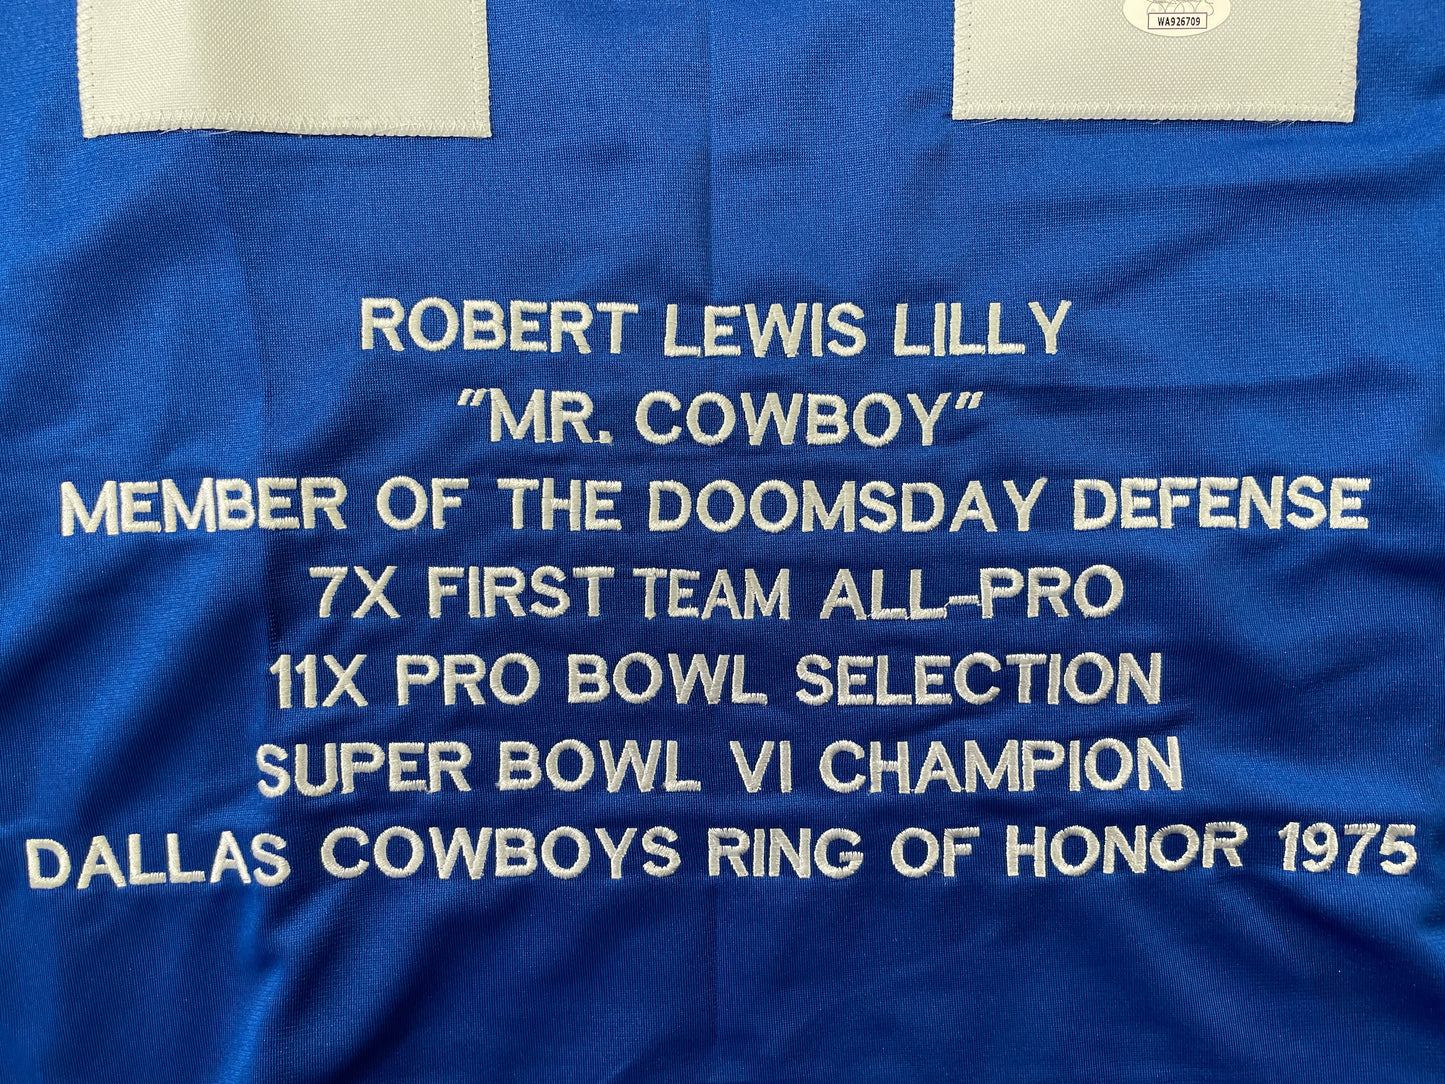 WA926709
ROBERT LEWIS LILLY
"MR. COWBOY"
MEMBER OF THE DOOMSDAY DEFENSE
7X FIRST TEAM ALL-PRO
11X PRO BOWL SELECTION
SUPER BOWL VI CHAMPION
DALLAS COWBOYS RING OF HONOR 1975